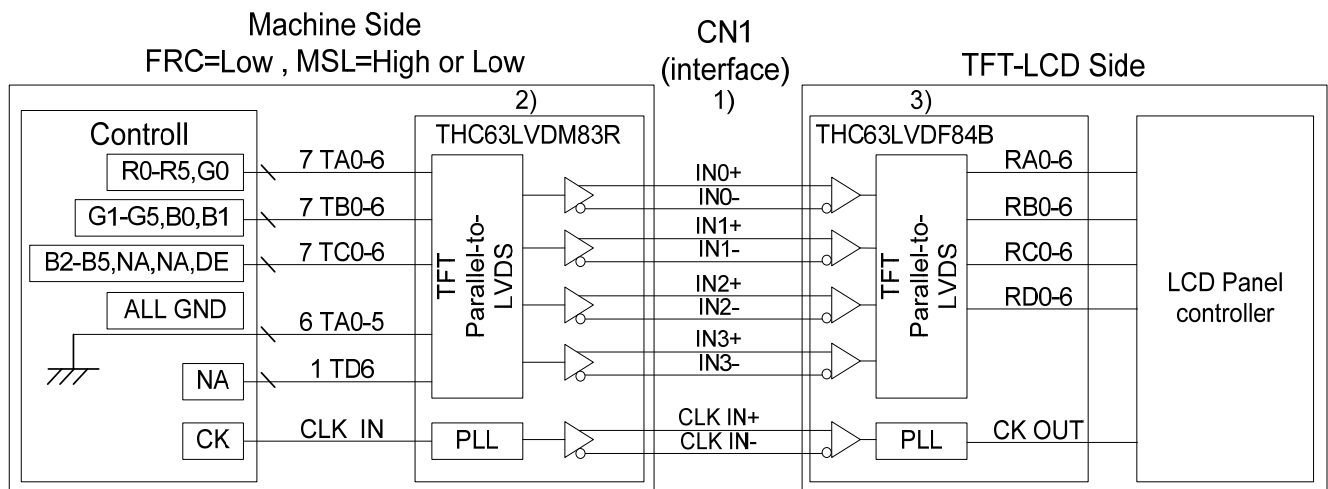 Machine Side
FRC=Low , MSL=High or Low
CN1
(interface)
1)
TFT-LCD Side
2)
3)
Controll
R0-R5,G0
G1-G5,B0,B1
B2-B5,NA,NA,DE
ALL GND
NA
CK
7 TA0-6
7 TB0-6
7 TC0-6
6 TA0-5
1 TD6
CLK IN
THC63LVDM83R
TFT
Parallel-to-
LVDS
PLL
IN0+
IN0-
IN1+
IN1-
IN2+
IN2-
IN3+
IN3-
CLK IN+
CLK IN-
THC63LVDF84B
TFT
Parallel-to-
LVDS
PLL
RA0-6
RB0-6
RC0-6
RD0-6
CK OUT
LCD Panel
controller